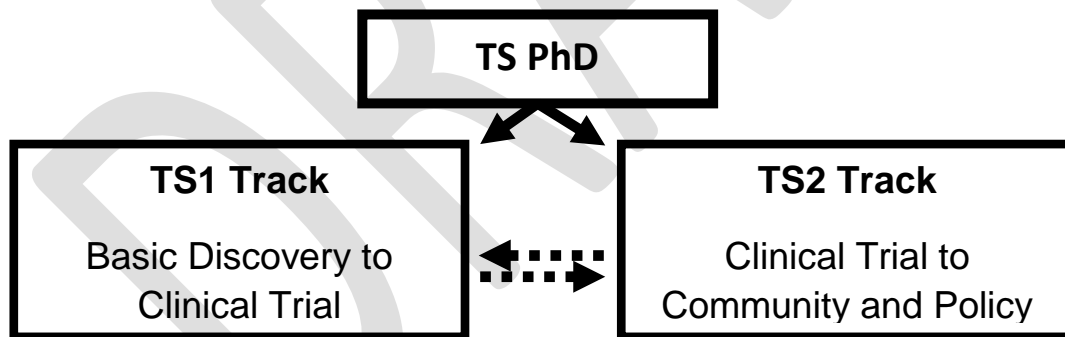 TS PhD
TS1 Track
Basic Discovery to
Clinical Trial
TS2 Track
Clinical Trial to
Community and Policy